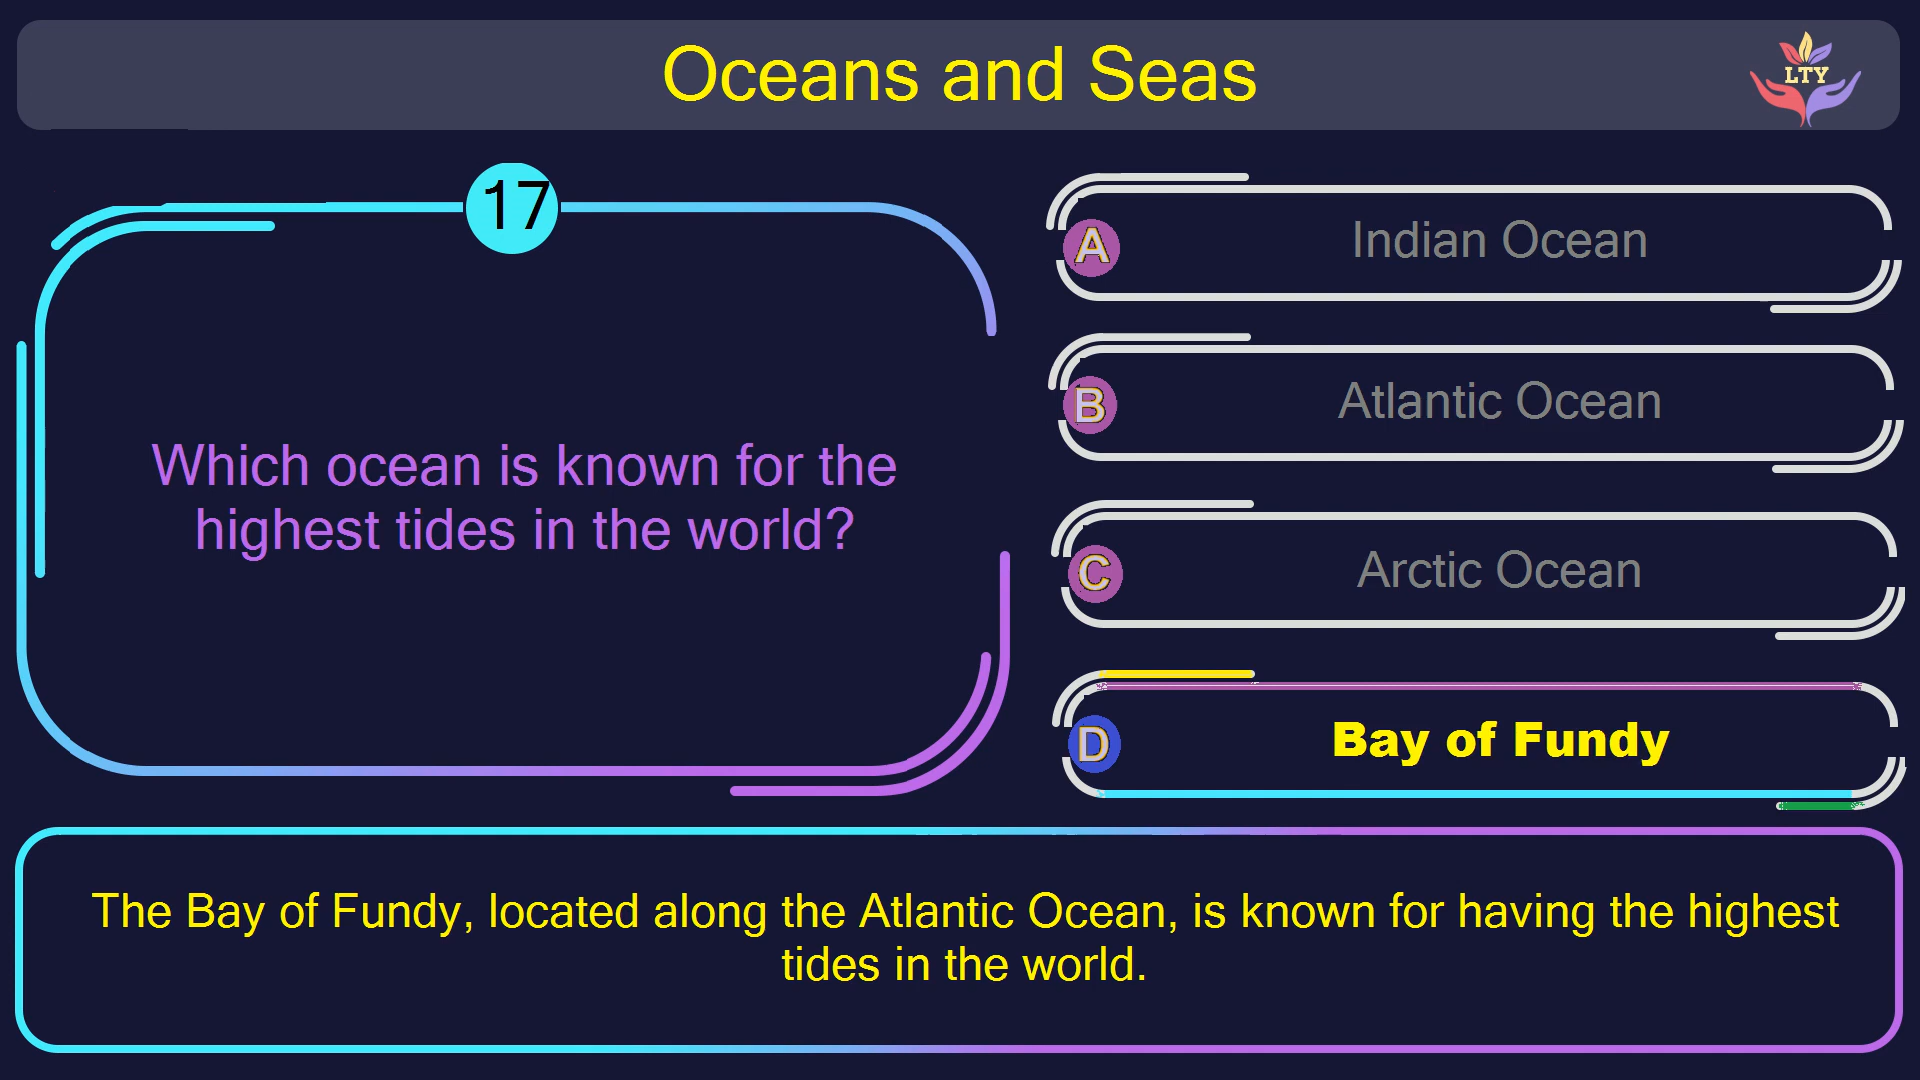 Oceans and Seas
LTY
17
Which ocean is known for the
highest tides in the world?
A
Indian Ocean
B
Atlantic Ocean
C
Arctic Ocean
D
Bay of Fundy
The Bay of Fundy, located along the Atlantic Ocean, is known for having the highest
tides in the world.